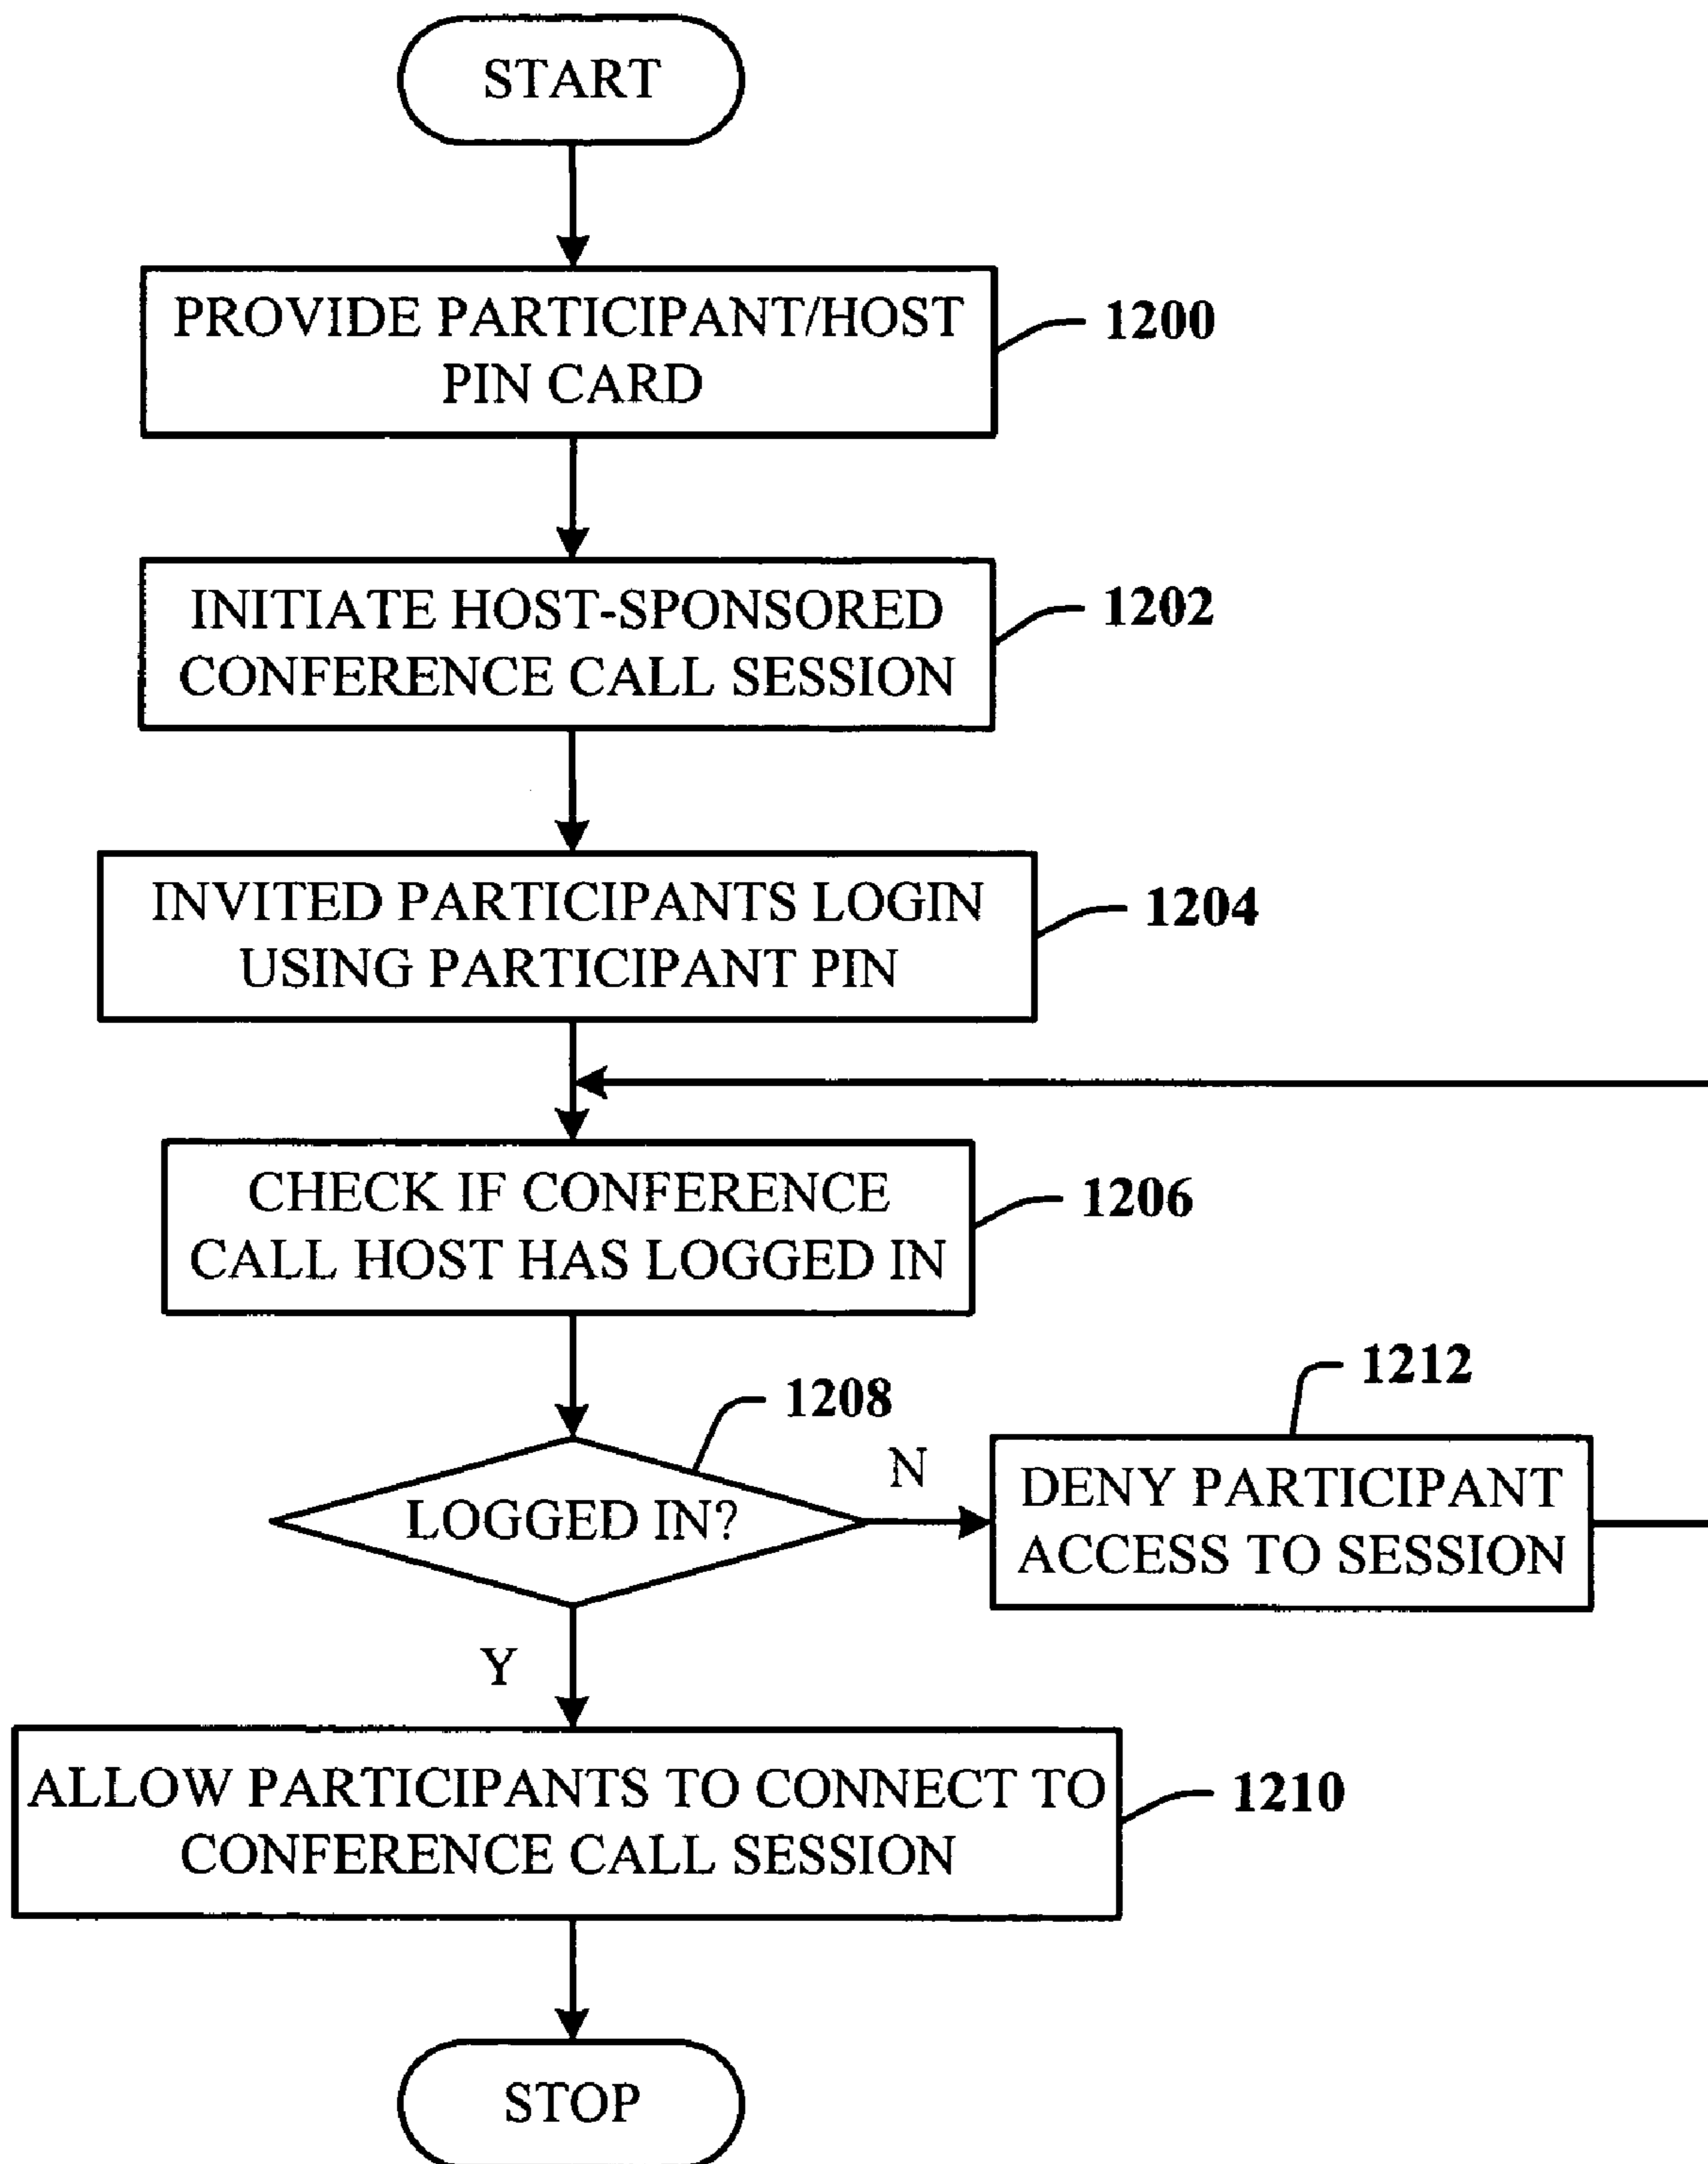 START
PROVIDE PARTICIPANT/HOST
PIN CARD
1200
INITIATE HOST-SPONSORED
CONFERENCE CALL SESSION
1202
INVITED PARTICIPANTS LOGIN
USING PARTICIPANT PIN
1204
CHECK IF CONFERENCE
CALL HOST HAS LOGGED IN
1206
LOGGED IN?
1208
N
DENY PARTICIPANT
ACCESS TO SESSION
1212
Y
ALLOW PARTICIPANTS TO CONNECT TO
CONFERENCE CALL SESSION
1210
STOP